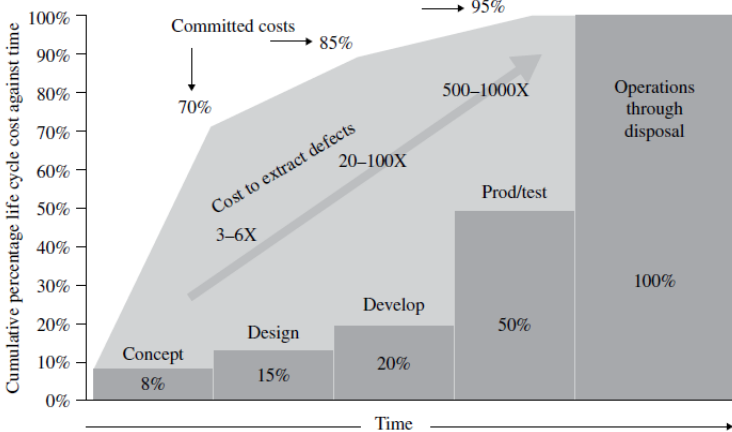 Cumulative percentage life cycle cost against time
100%
90%
80%
70%
60%
50%
40%
30%
20%
10%
0%
Committed costs
70%
85%
95%
Cost to extract defects
3–6X
20–100X
500–1000X
Concept
8%
Design
15%
Develop
20%
Prod/test
50%
Operations
through
disposal
100%
Time